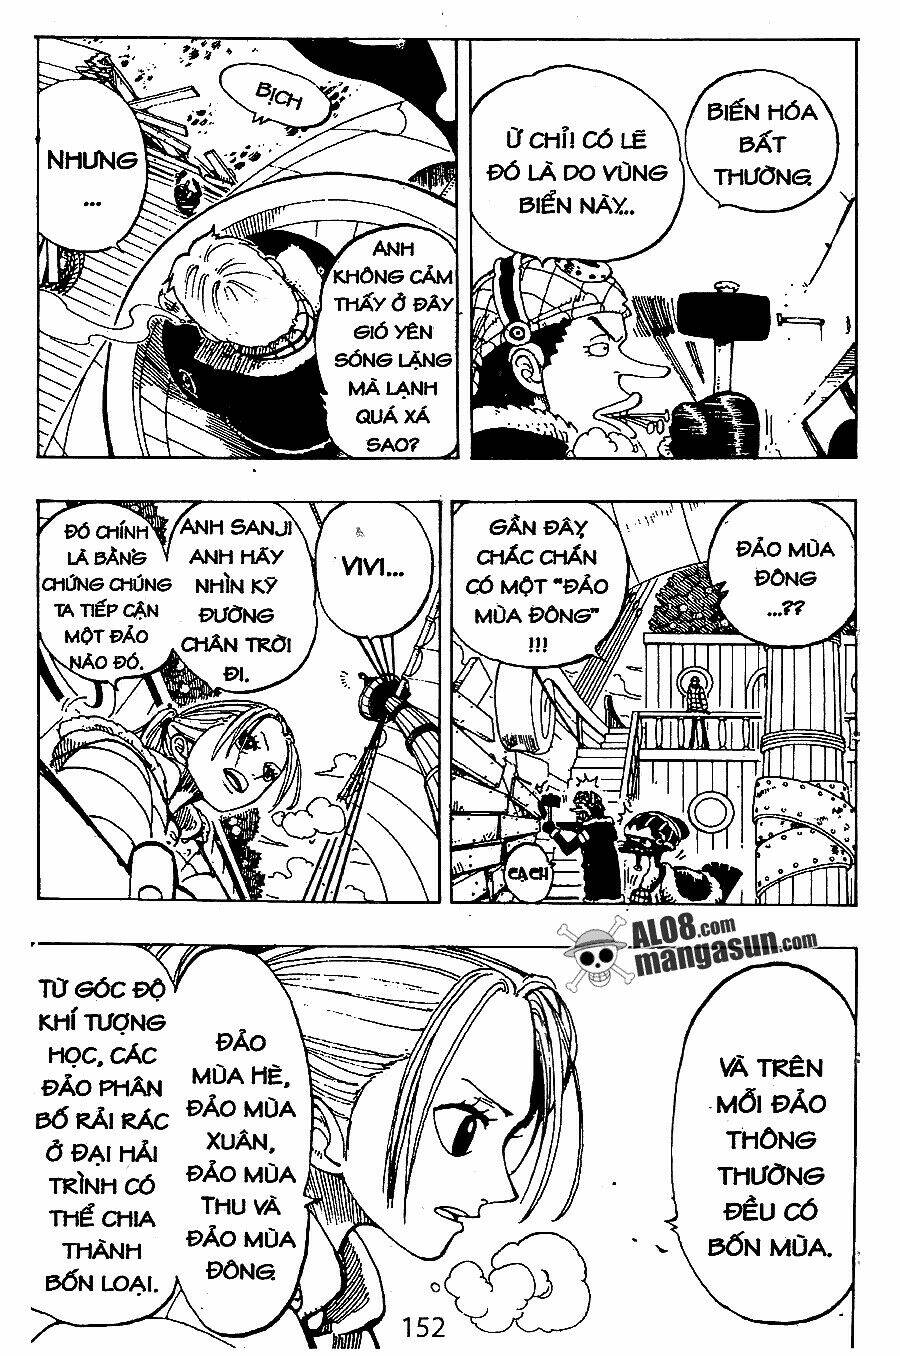 BIẾN HÓA
BẤT
THƯỜNG.
Ừ CHỈ! CÓ LẼ
ĐÓ LÀ DO VÙNG
BIỂN NÀY...
BỊCH
NHƯNG
...
ANH
KHÔNG CẢM
THẤY Ở ĐÂY
GIÓ YÊN
SÓNG LẶNG
MÀ LẠNH
QUÁ XÁ
SAO?
ĐẢO MÙA
ĐÔNG
...??
GẦN ĐÂY,
CHẮC CHẮN
CÓ MỘT "ĐẢO
MÙA ĐÔNG"
!!!
CẠCH
VIVI...
ANH SANJI
ANH HÃY
NHÌN KỸ
ĐƯỜNG
CHÂN TRỜI
ĐI.
ĐÓ CHÍNH
LÀ BẰNG
CHỨNG CHÚNG
TA TIẾP CẬN
MỘT ĐẢO
NÀO ĐÓ.
AL08.com
mangasun.com
VÀ TRÊN
MỖI ĐẢO
THÔNG
THƯỜNG
ĐỀU CÓ
BỐN MÙA.
ĐẢO
MÙA HÈ,
ĐẢO MÙA
XUÂN,
ĐẢO MÙA
THU VÀ
ĐẢO MÙA
ĐÔNG.
TỪ GÓC ĐỘ
KHÍ TƯỢNG
HỌC, CÁC
ĐẢO PHÂN
BỐ RẢI RÁC
Ở ĐẠI HẢI
TRÌNH CÓ
THỂ CHIA
THÀNH
BỐN LOẠI.
152